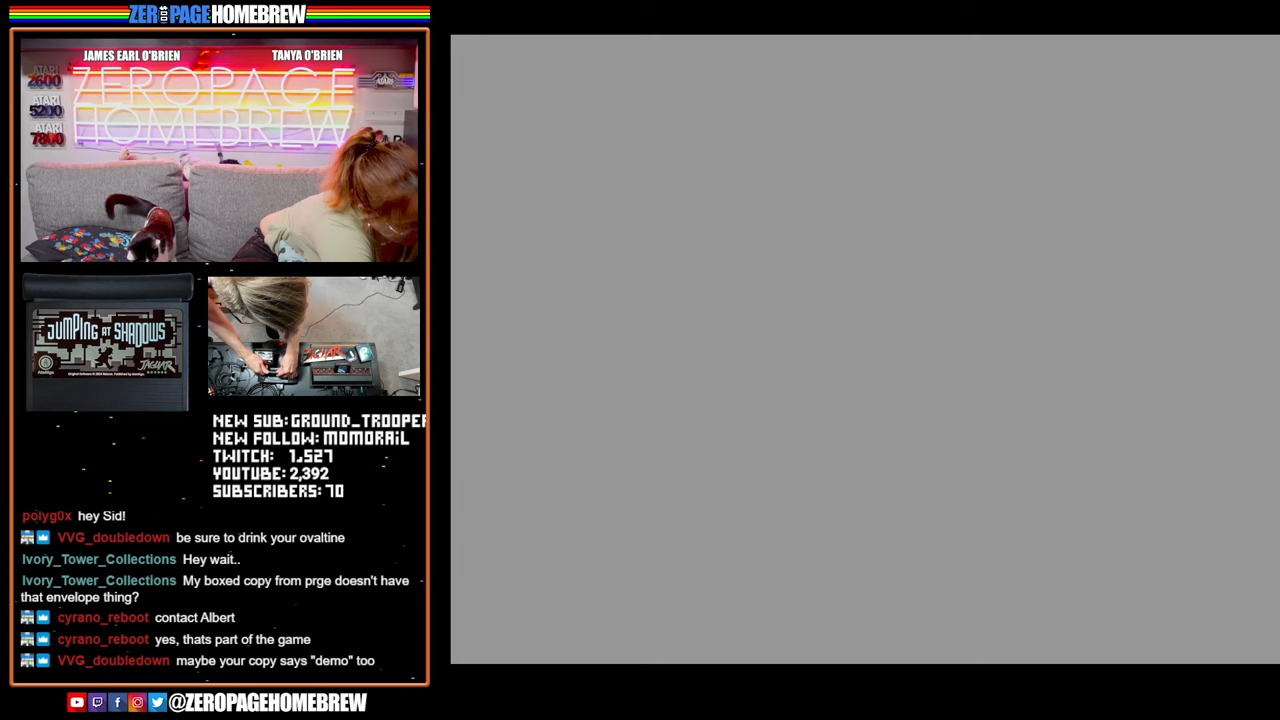 ZEROPAGE HOMEBREW
JAMES EARL O'BRIEN
TANYA O'BRIEN
ATARI
2600
ATARI
5200
ATARI
7800
ZEROPAGE
HOMEBREW
ATARI
JUMPING AT SHADOWS
JAGUAR
NEW SUB: GROUND_TROOPER
NEW FOLLOW: MOMORAIL
TWITCH: 1,527
YOUTUBE: 2,392
SUBSCRIBERS: 70
polyg0x hey Sid!
VVG_doubledown be sure to drink your ovaltine
Ivory_Tower_Collections Hey wait..
Ivory_Tower_Collections My boxed copy from prge doesn't have
that envelope thing?
cyrano_reboot contact Albert
cyrano_reboot yes, thats part of the game
VVG_doubledown maybe your copy says "demo" too
@ZEROPAGEHOMEBREW